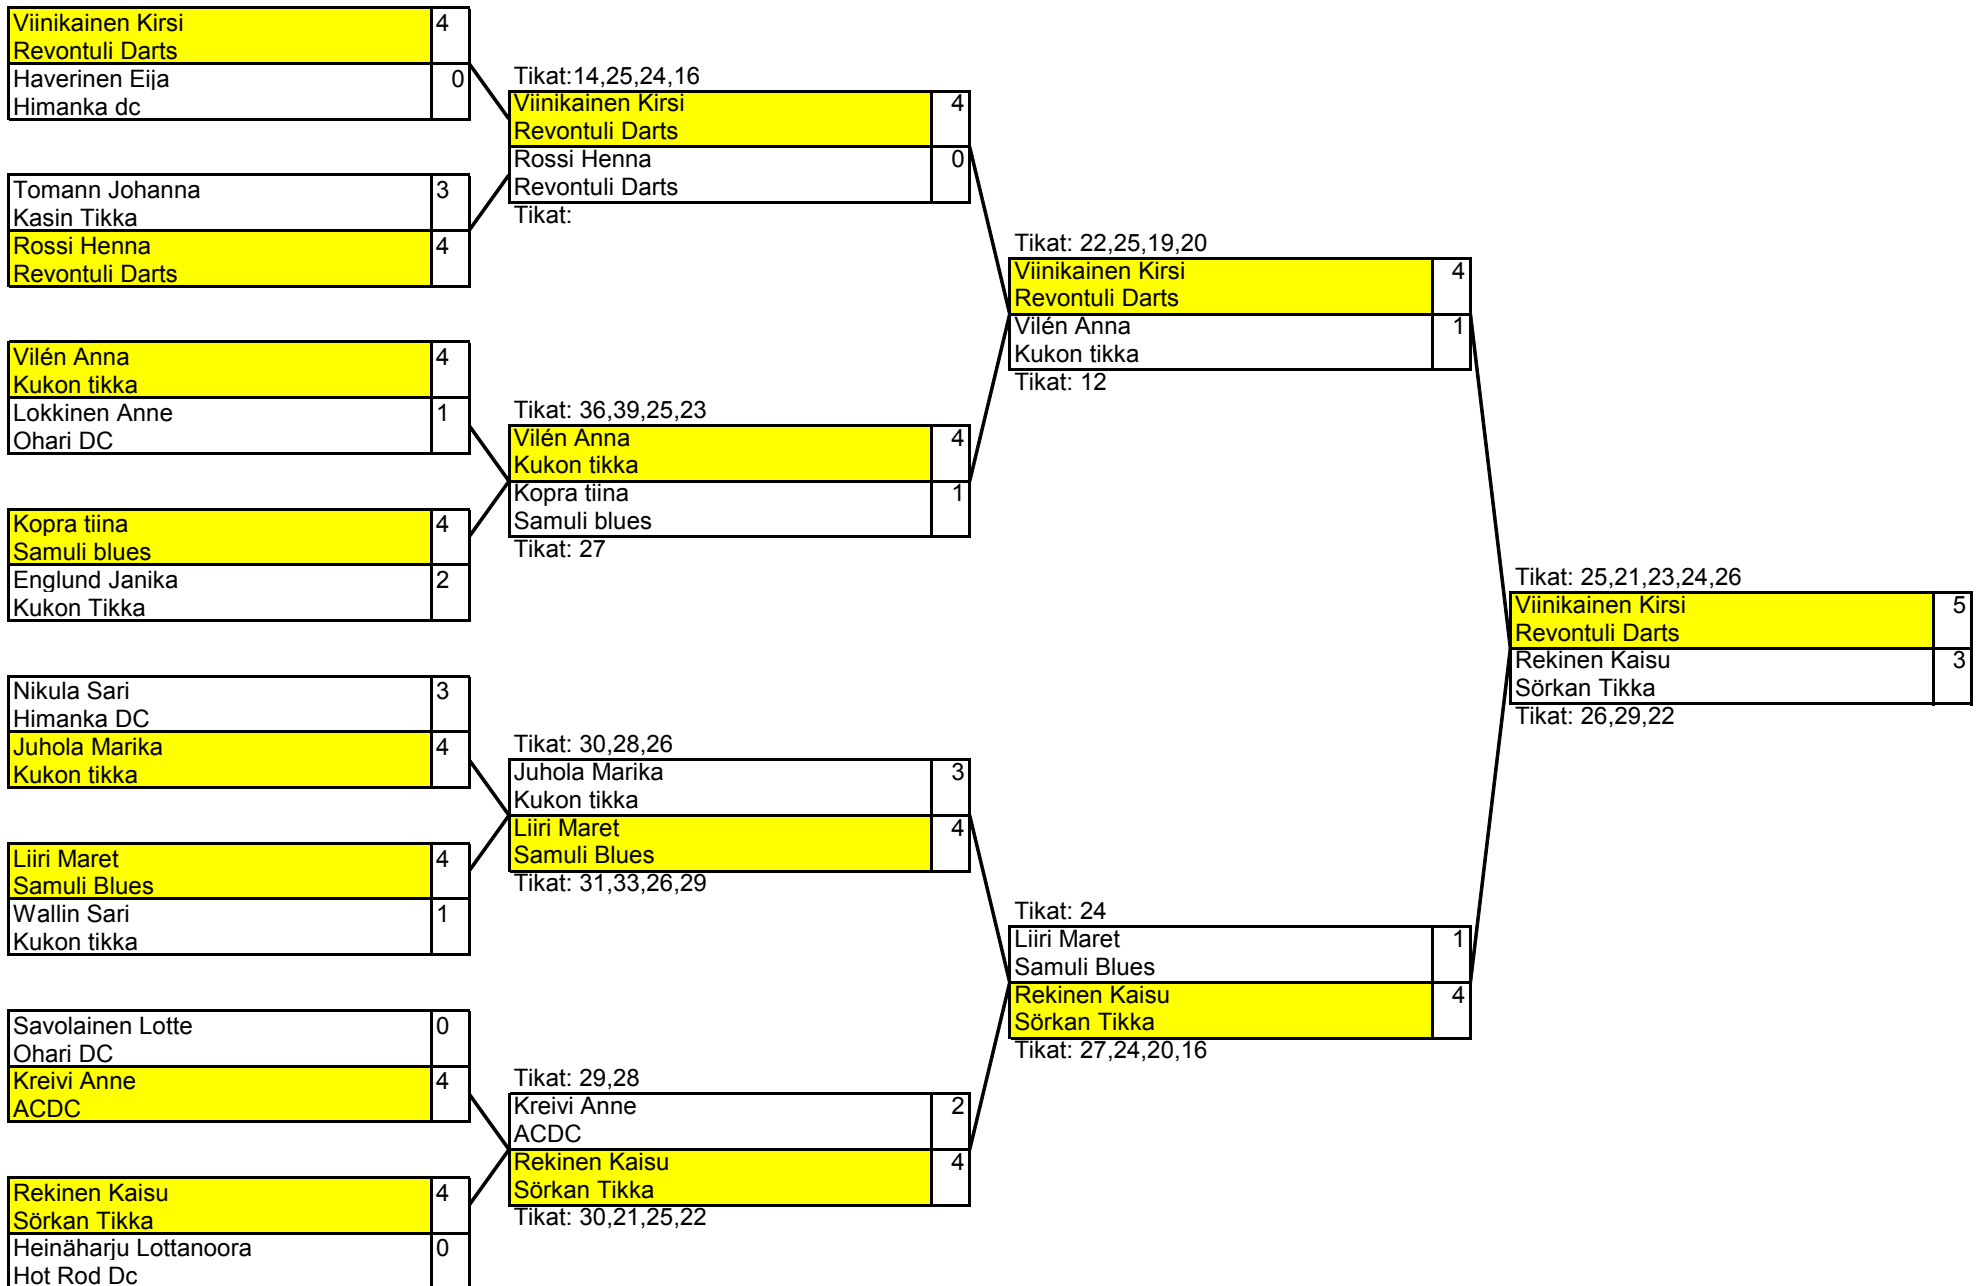 Viinikainen Kirsi 4
Revontuli Darts
Haverinen Eija 0
Himanka dc
Tomann Johanna 3
Kasin Tikka
Rossi Henna 4
Revontuli Darts
Vilén Anna 4
Kukon tikka
Lokkinen Anne 1
Ohari DC
Kopra tiina 4
Samuli blues
Englund Janika 2
Kukon Tikka
Nikula Sari 3
Himanka DC
Juhola Marika 4
Kukon tikka
Liiri Maret 4
Samuli Blues
Wallin Sari 1
Kukon tikka
Savolainen Lotte 0
Ohari DC
Kreivi Anne 4
ACDC
Rekinen Kaisu 4
Sörkan Tikka
Heinäharju Lottanoora 0
Hot Rod Dc
Tikat:14,25,24,16
Viinikainen Kirsi 4
Revontuli Darts
Rossi Henna 0
Revontuli Darts
Tikat:
Tikat: 36,39,25,23
Vilén Anna 4
Kukon tikka
Kopra tiina 1
Samuli blues
Tikat: 27
Tikat: 30,28,26
Juhola Marika 3
Kukon tikka
Liiri Maret 4
Samuli Blues
Tikat: 31,33,26,29
Tikat: 29,28
Kreivi Anne 2
ACDC
Rekinen Kaisu 4
Sörkan Tikka
Tikat: 30,21,25,22
Tikat: 22,25,19,20
Viinikainen Kirsi 4
Revontuli Darts
Vilén Anna 1
Kukon tikka
Tikat: 12
Tikat: 24
Liiri Maret 1
Samuli Blues
Rekinen Kaisu 4
Sörkan Tikka
Tikat: 27,24,20,16
Tikat: 25,21,23,24,26
Viinikainen Kirsi 5
Revontuli Darts
Rekinen Kaisu 3
Sörkan Tikka
Tikat: 26,29,22